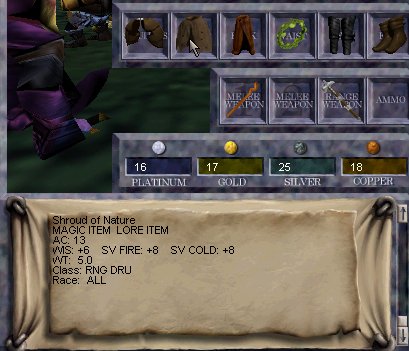 MELEE WEAPON
MELEE WEAPON
RANGE WEAPON
AMMO
16
17
25
18
PLATINUM
GOLD
SILVER
COPPER
Shroud of Nature
MAGIC ITEM LORE ITEM
AC: 13
WIS: +6 SV FIRE: +8 SV COLD: +8
WT: 5.0
Class: RNG DRU
Race: ALL